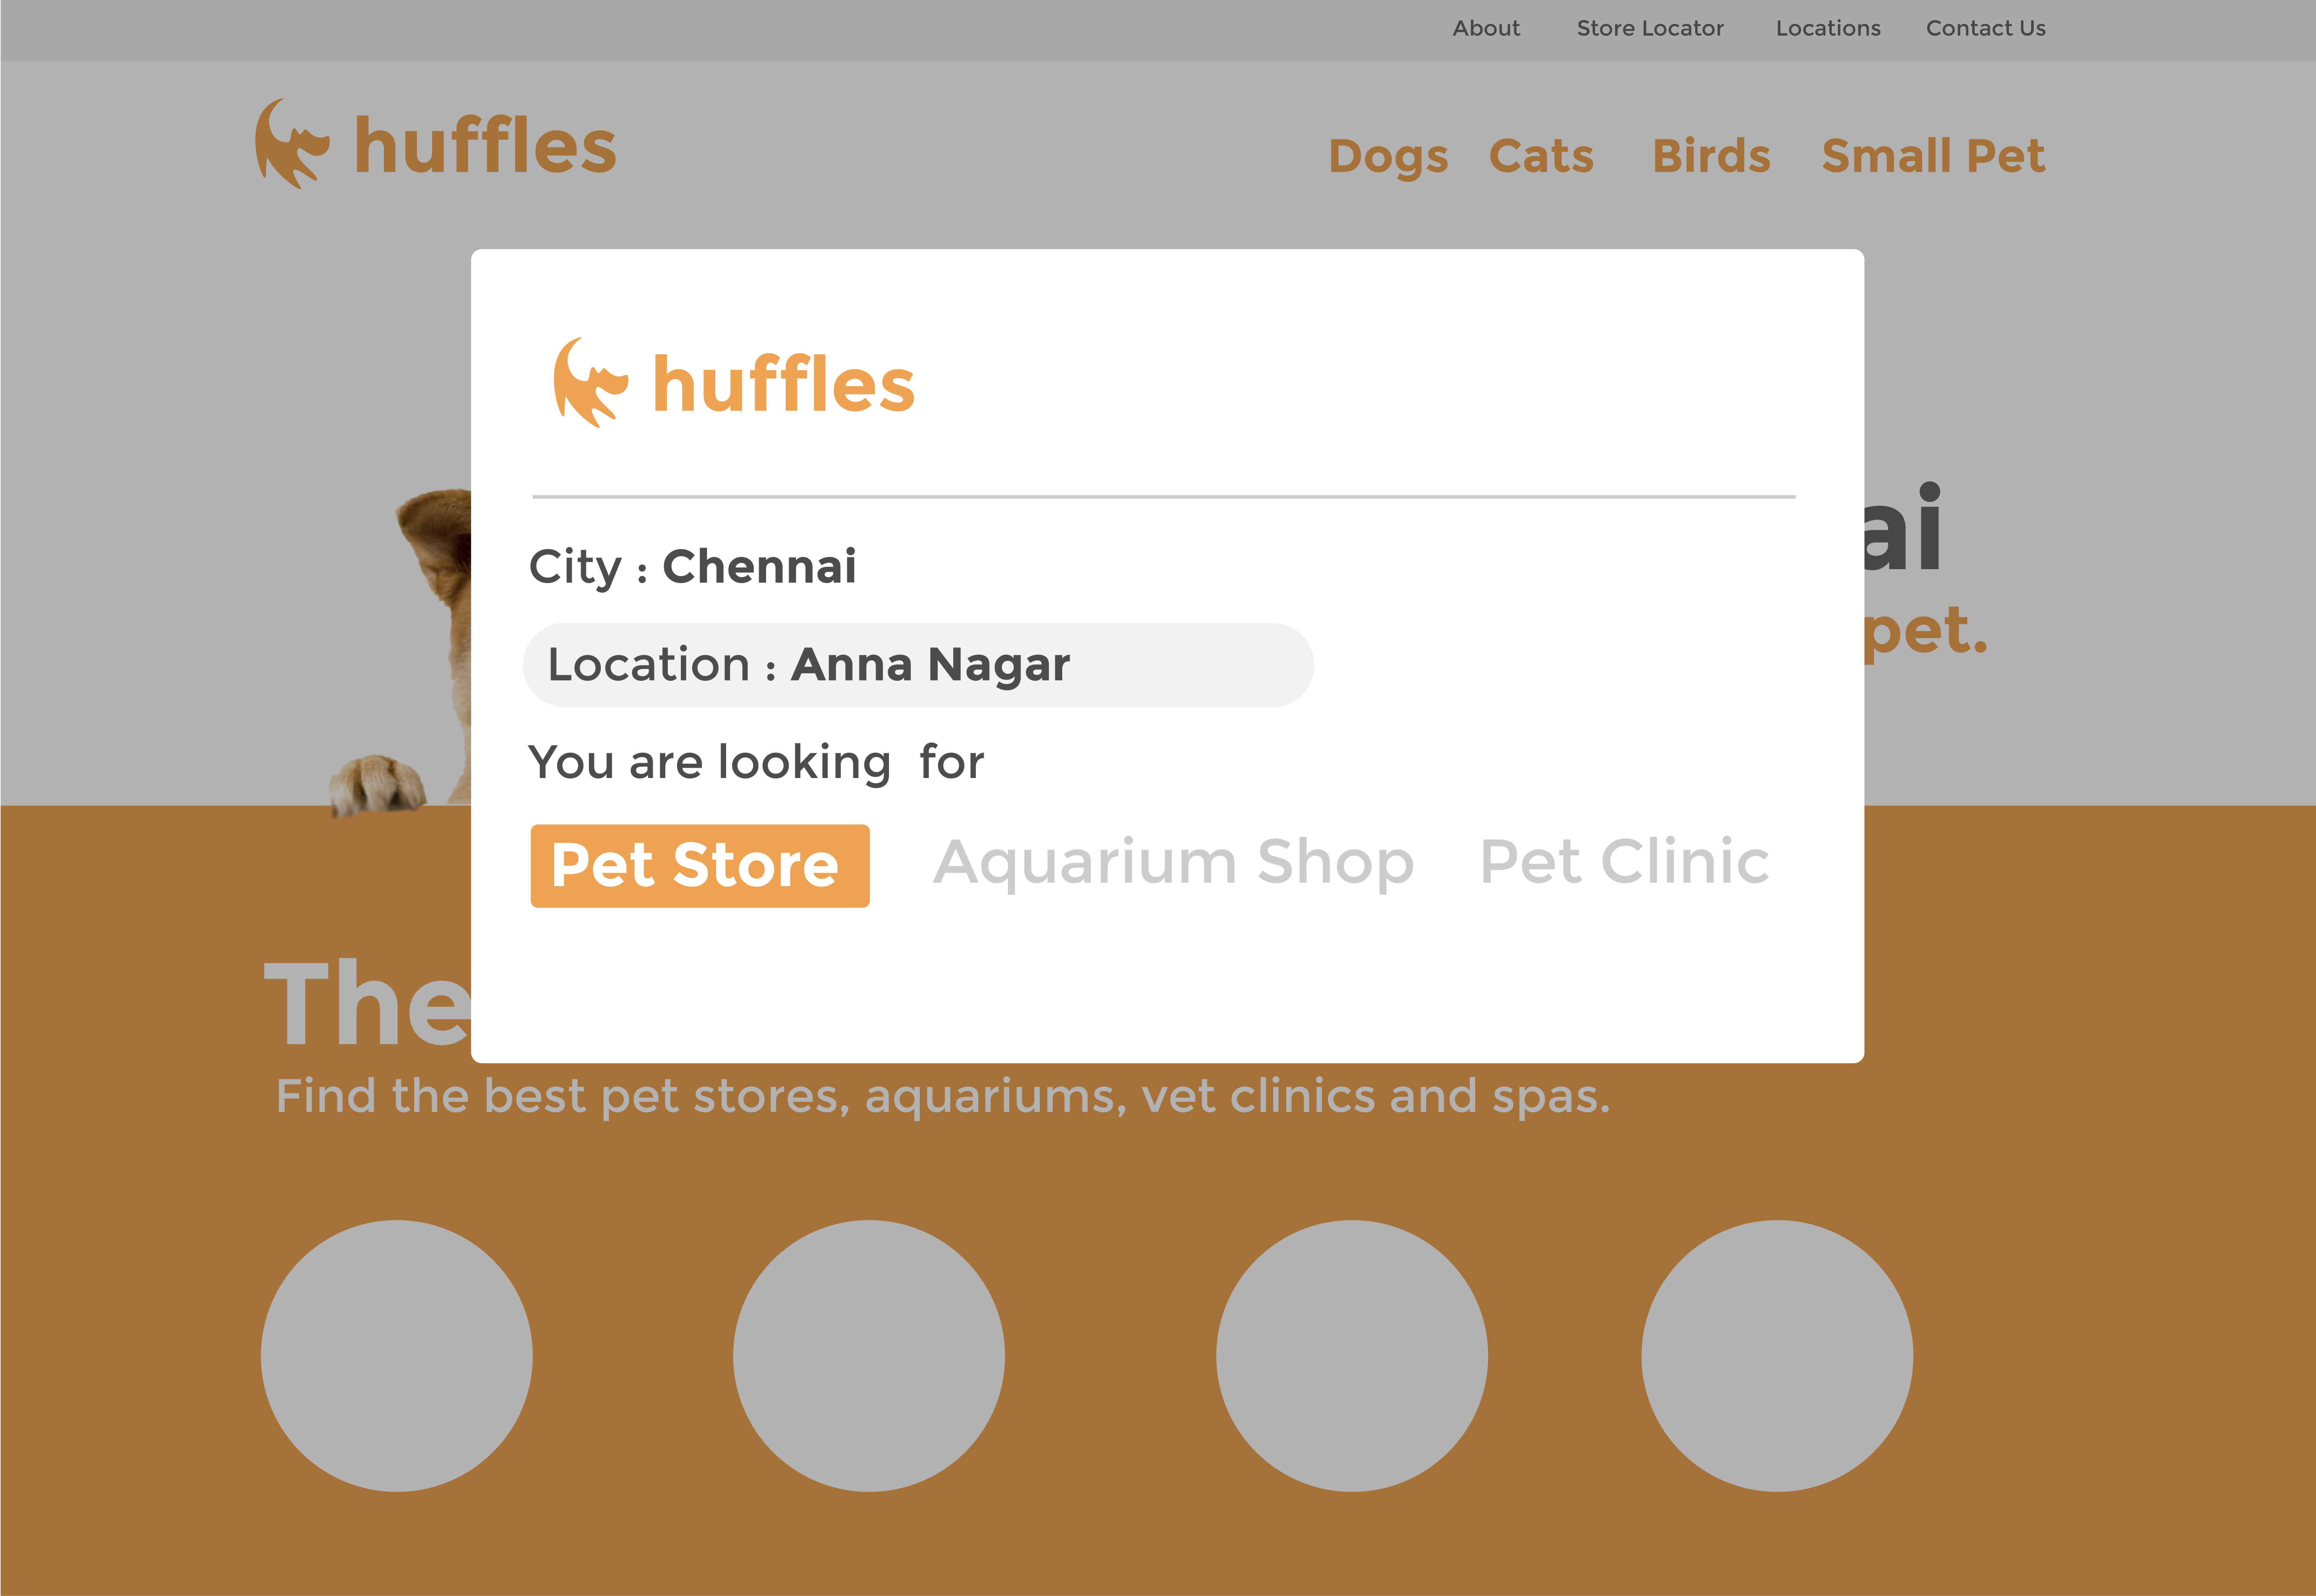 About Store Locator Locations Contact Us
huffles
Dogs Cats Birds Small Pet
huffles
City : Chennai
Location : Anna Nagar
You are looking for
Pet Store Aquarium Shop Pet Clinic
ai
pet.
The
Find the best pet stores, aquariums, vet clinics and spas.